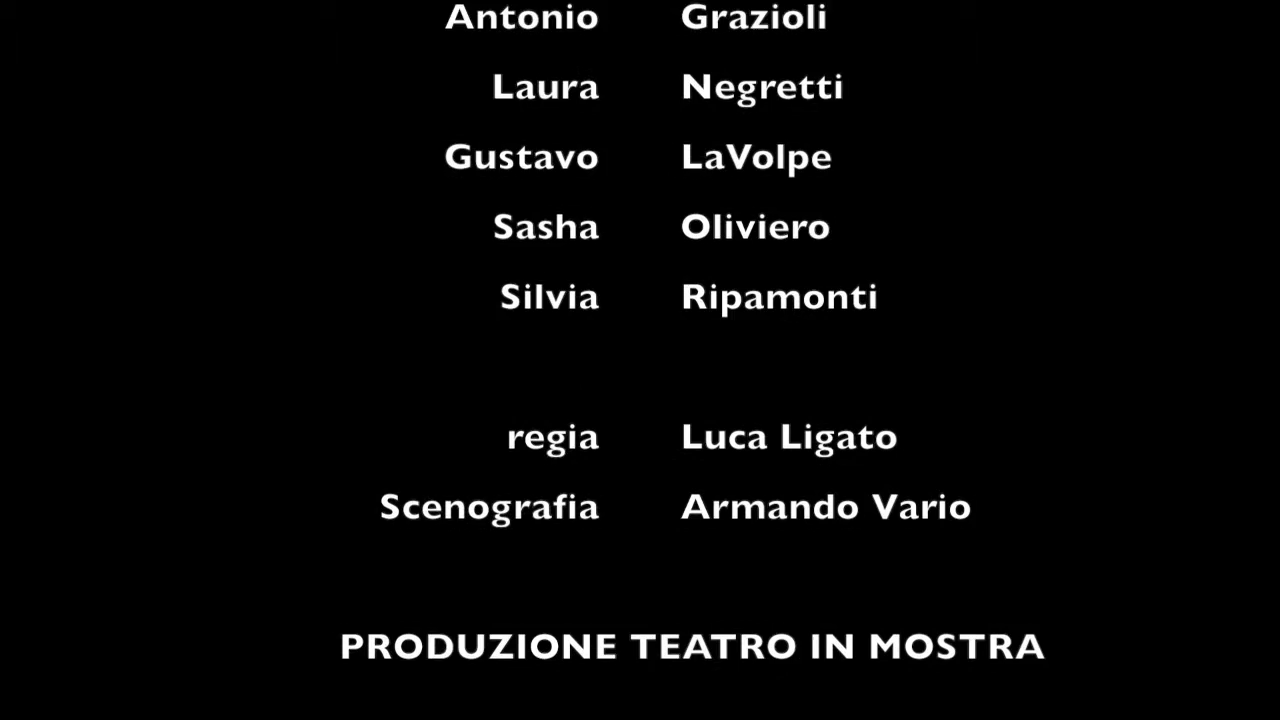 Antonio Grazioli
Laura Negretti
Gustavo LaVolpe
Sasha Oliviero
Silvia Ripamonti
regia Luca Ligato
Scenografia Armando Vario
PRODUZIONE TEATRO IN MOSTRA